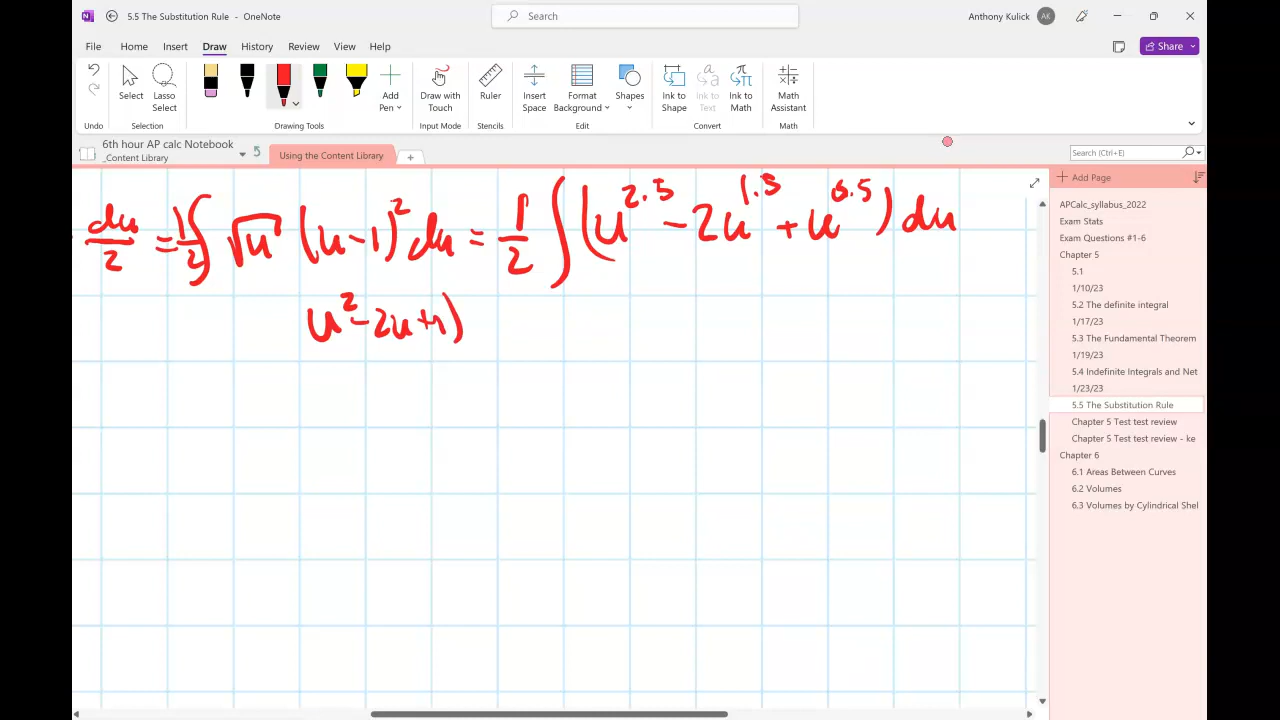 5.5 The Substitution Rule - OneNote
Search
Anthony Kulick AK
File Home Insert Draw History Review View Help
Share
Undo
Select
Lasso Select
Add Pen
Draw with Touch
Ruler
Insert Space
Format Background
Shapes
Ink to Shape
Ink to Text
Ink to Math
Math Assistant
Selection Drawing Tools Input Mode Stencils Edit Convert Math
6th hour AP calc Notebook
_Content Library
Using the Content Library
Search (Ctrl+E)
Add Page
APCalc_syllabus_2022
Exam Stats
Exam Questions #1-6
Chapter 5
5.1
1/10/23
5.2 The definite integral
1/17/23
5.3 The Fundamental Theorem
1/19/23
5.4 Indefinite Integrals and Net
1/23/23
5.5 The Substitution Rule
Chapter 5 Test test review
Chapter 5 Test test review - ke
Chapter 6
6.1 Areas Between Curves
6.2 Volumes
6.3 Volumes by Cylindrical Shel
du/2 = 1/2 ∫ √u (u-1)² du = 1/2 ∫ (u^2.5 - 2u^1.5 + u^0.5) du
u² - 2u + 1)